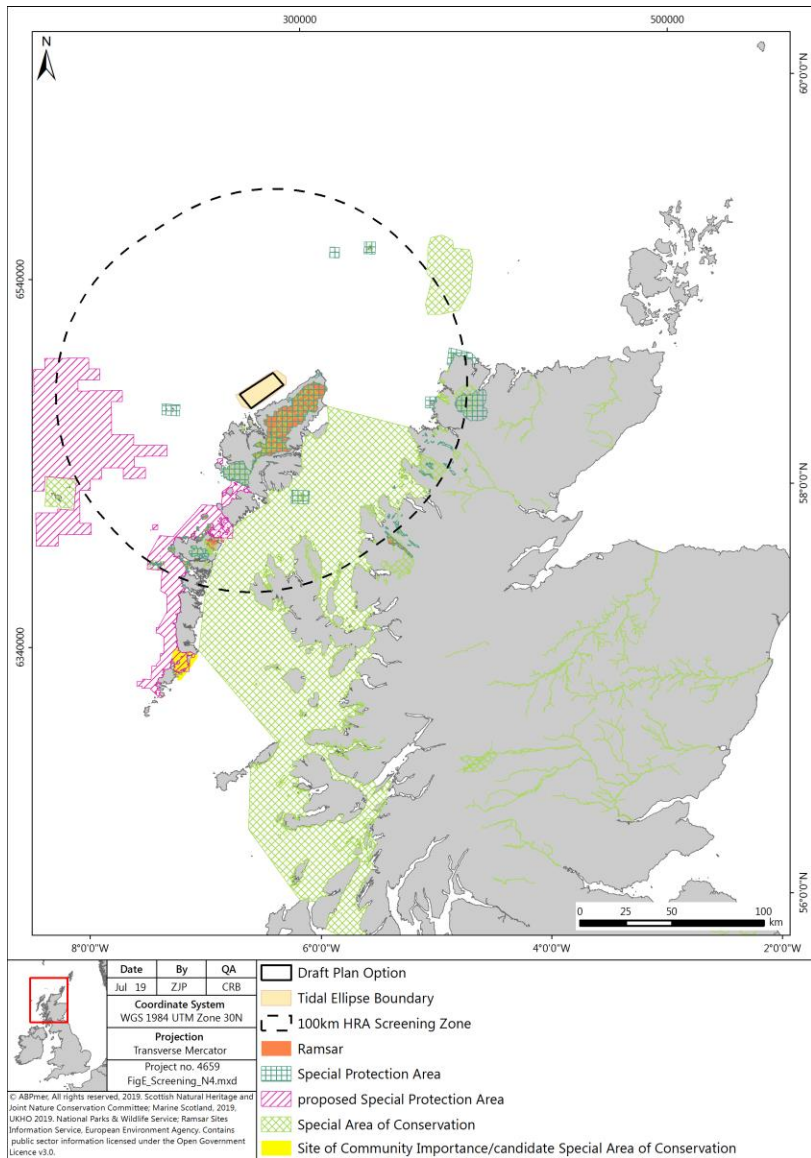 300000
500000
N
60°0'0"N
6540000
58°0'0"N
6340000
56°0'0"N
0 25 50 100
km
8°0'0"W
6°0'0"W
4°0'0"W
2°0'0"W
Date By QA
Jul 19 ZJP CRB
Coordinate System
WGS 1984 UTM Zone 30N
Projection
Transverse Mercator
Project no. 4659
FigE_Screening_N4.mxd
© ABPmer, All rights reserved, 2019. Scottish Natural Heritage and
Joint Nature Conservation Committee; Marine Scotland, 2019,
UKHO 2019. National Parks & Wildlife Service; Ramsar Sites
Information Service, European Environment Agency. Contains
public sector information licensed under the Open Government
Licence v3.0.
Draft Plan Option
Tidal Ellipse Boundary
100km HRA Screening Zone
Ramsar
Special Protection Area
proposed Special Protection Area
Special Area of Conservation
Site of Community Importance/candidate Special Area of Conservation